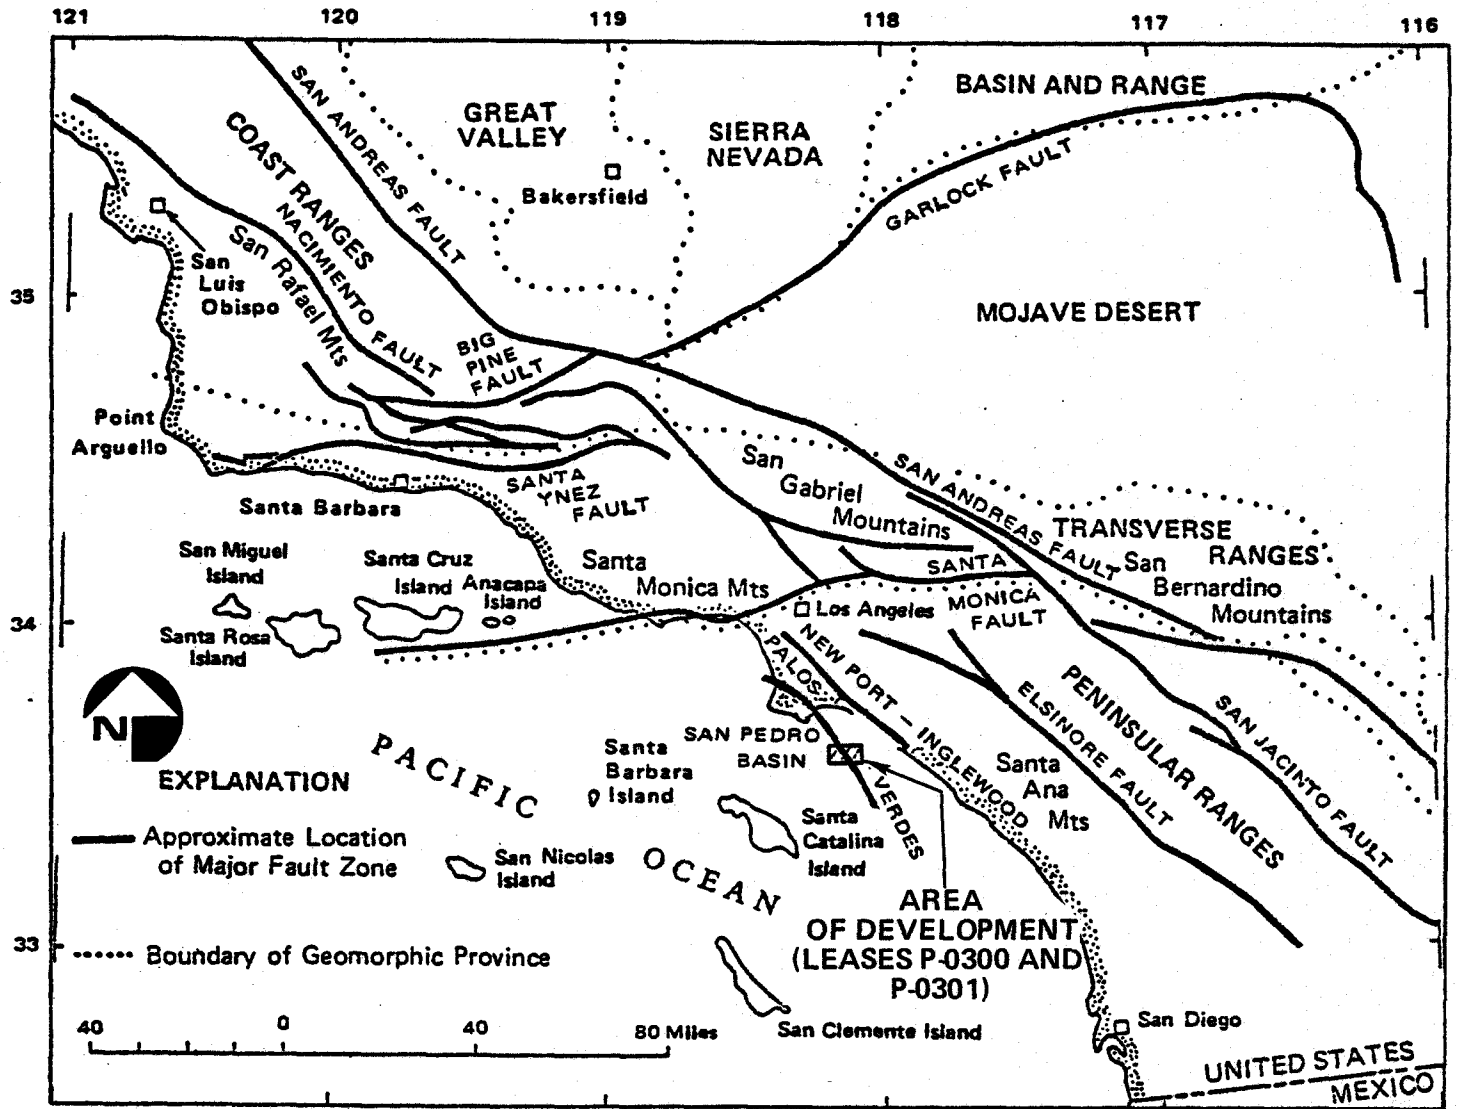 121
120
119
118
117
116
BASIN AND RANGE
GREAT
VALLEY
SIERRA
NEVADA
COAST RANGES
SAN ANDREAS FAULT
Bakersfield
GARLOCK FAULT
NACIMIENTO FAULT
San Rafael Mts
San
Luis
Obispo
35
MOJAVE DESERT
BIG
PINE
FAULT
Point
Arguello
San
Gabriel
Mountains
SAN ANDREAS FAULT
SANTA
YNEZ
FAULT
Santa Barbara
TRANSVERSE
RANGES
San
Bernardino
Mountains
San Miguel
Island
Santa Cruz
Island
Anacapa
Island
Santa
Monica Mts
SANTA
MONICA
FAULT
Los Angeles
34
Santa Rosa
Island
NEW PORT - INGLEWOOD
PALOS
VERDES
ELSINORE FAULT
PENINSULAR RANGES
SAN JACINTO FAULT
N
SAN PEDRO
BASIN
Santa
Barbara
Island
Santa
Ana
Mts
PACIFIC
OCEAN
EXPLANATION
Approximate Location
of Major Fault Zone
Santa
Catalina
Island
San Nicolas
Island
AREA
OF DEVELOPMENT
(LEASES P-0300 AND
P-0301)
33
Boundary of Geomorphic Province
40
0
40
80 Miles
San Clemente Island
San Diego
UNITED STATES
MEXICO